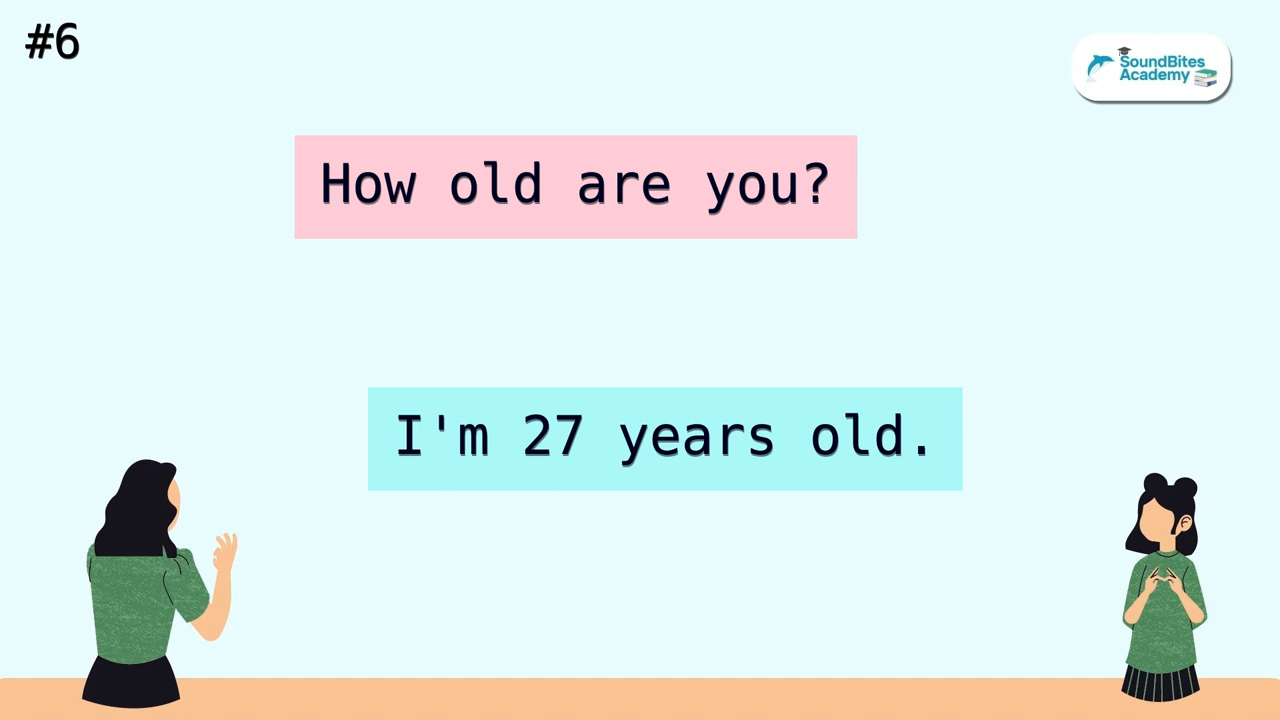 #6
SoundBites
Academy
How old are you?
I'm 27 years old.